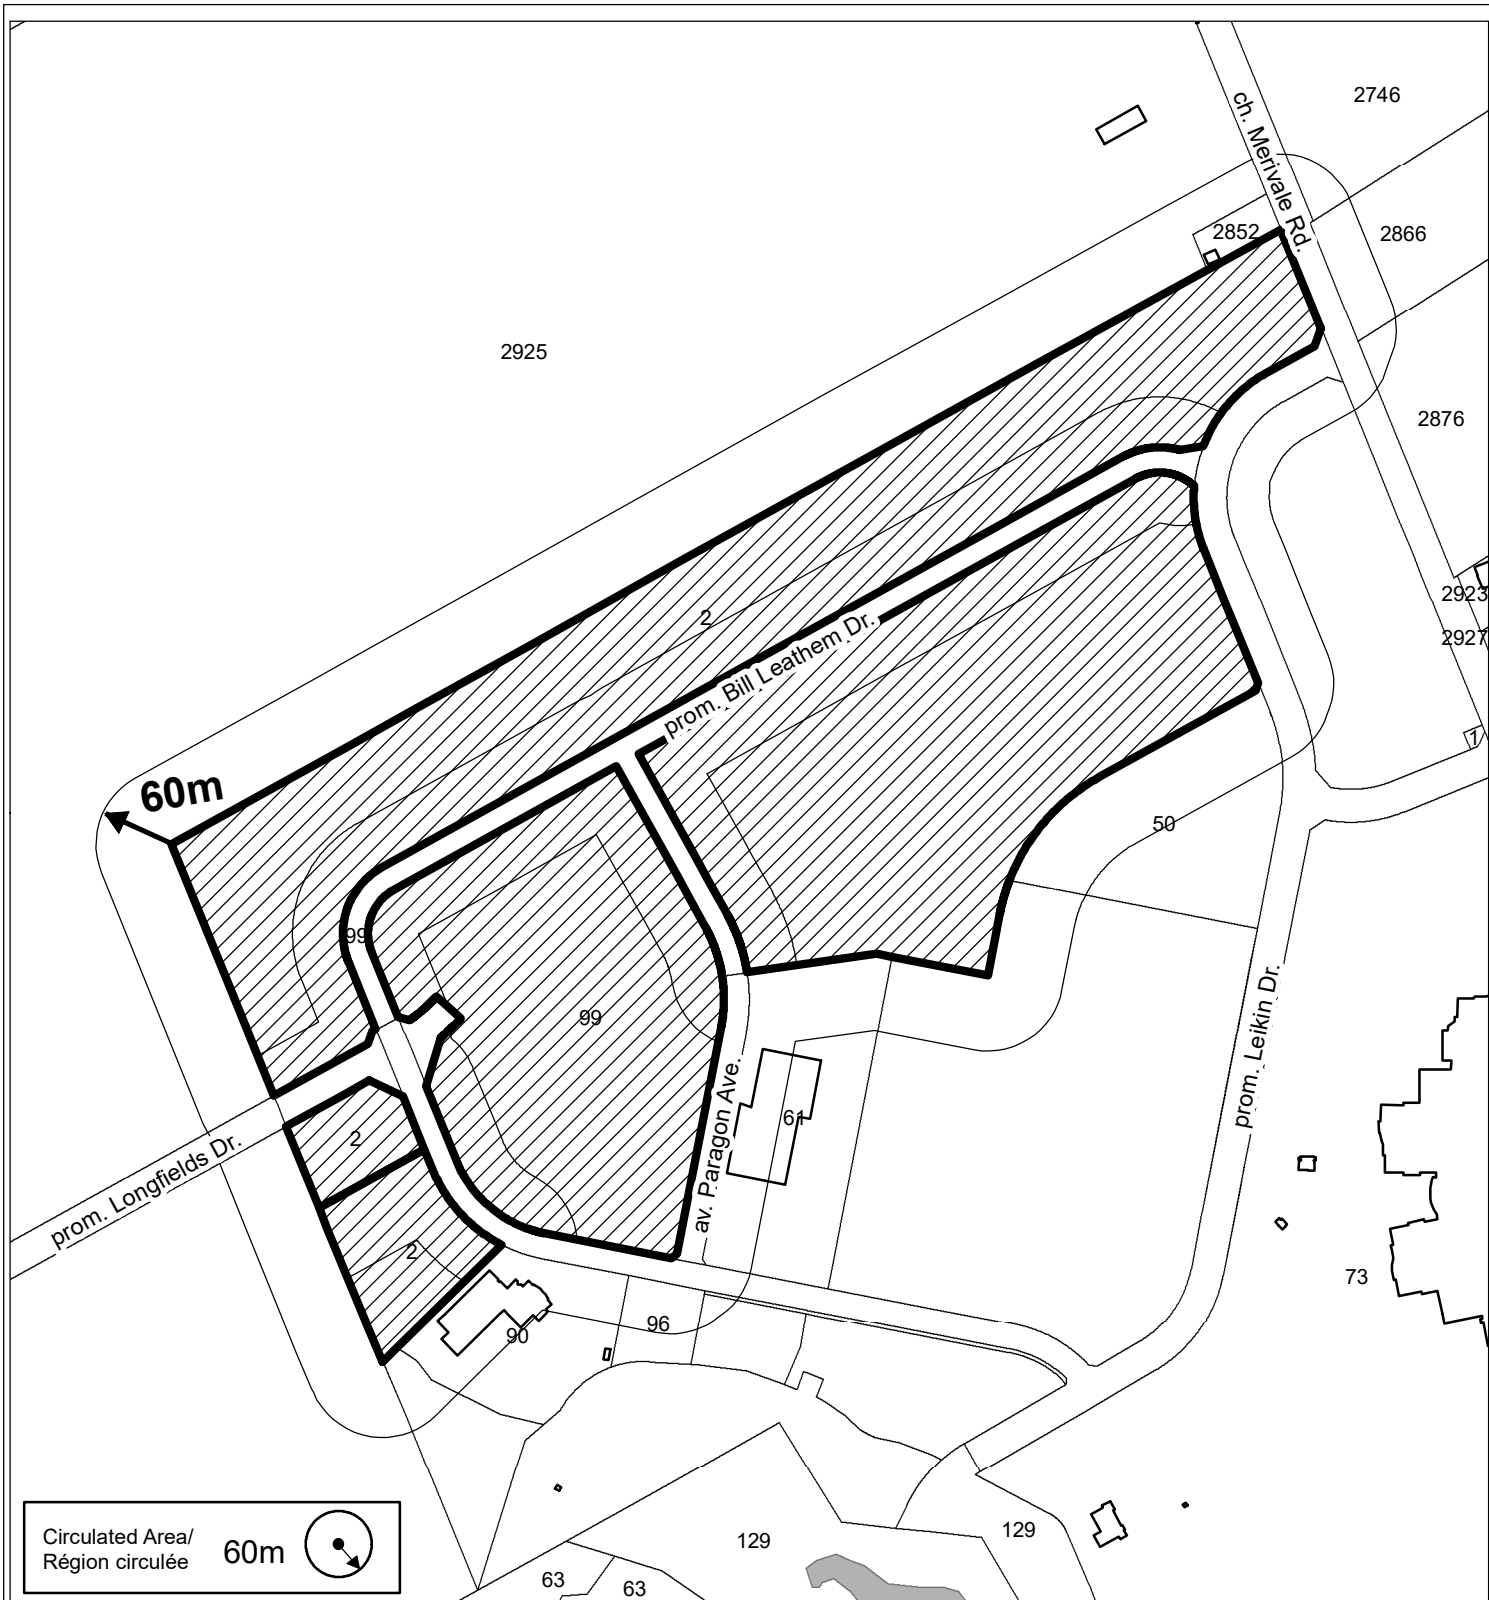 2746
ch. Merivale Rd.
2852
2866
2925
2876
2923
2
2927
prom. Bill Leathem Dr.
1
60m
50
99
99
prom. Leikin Dr.
61
av. Paragon Ave.
2
prom. Longfields Dr.
2
73
96
90
Circulated Area/
Région circulée
60m
129
129
63
63